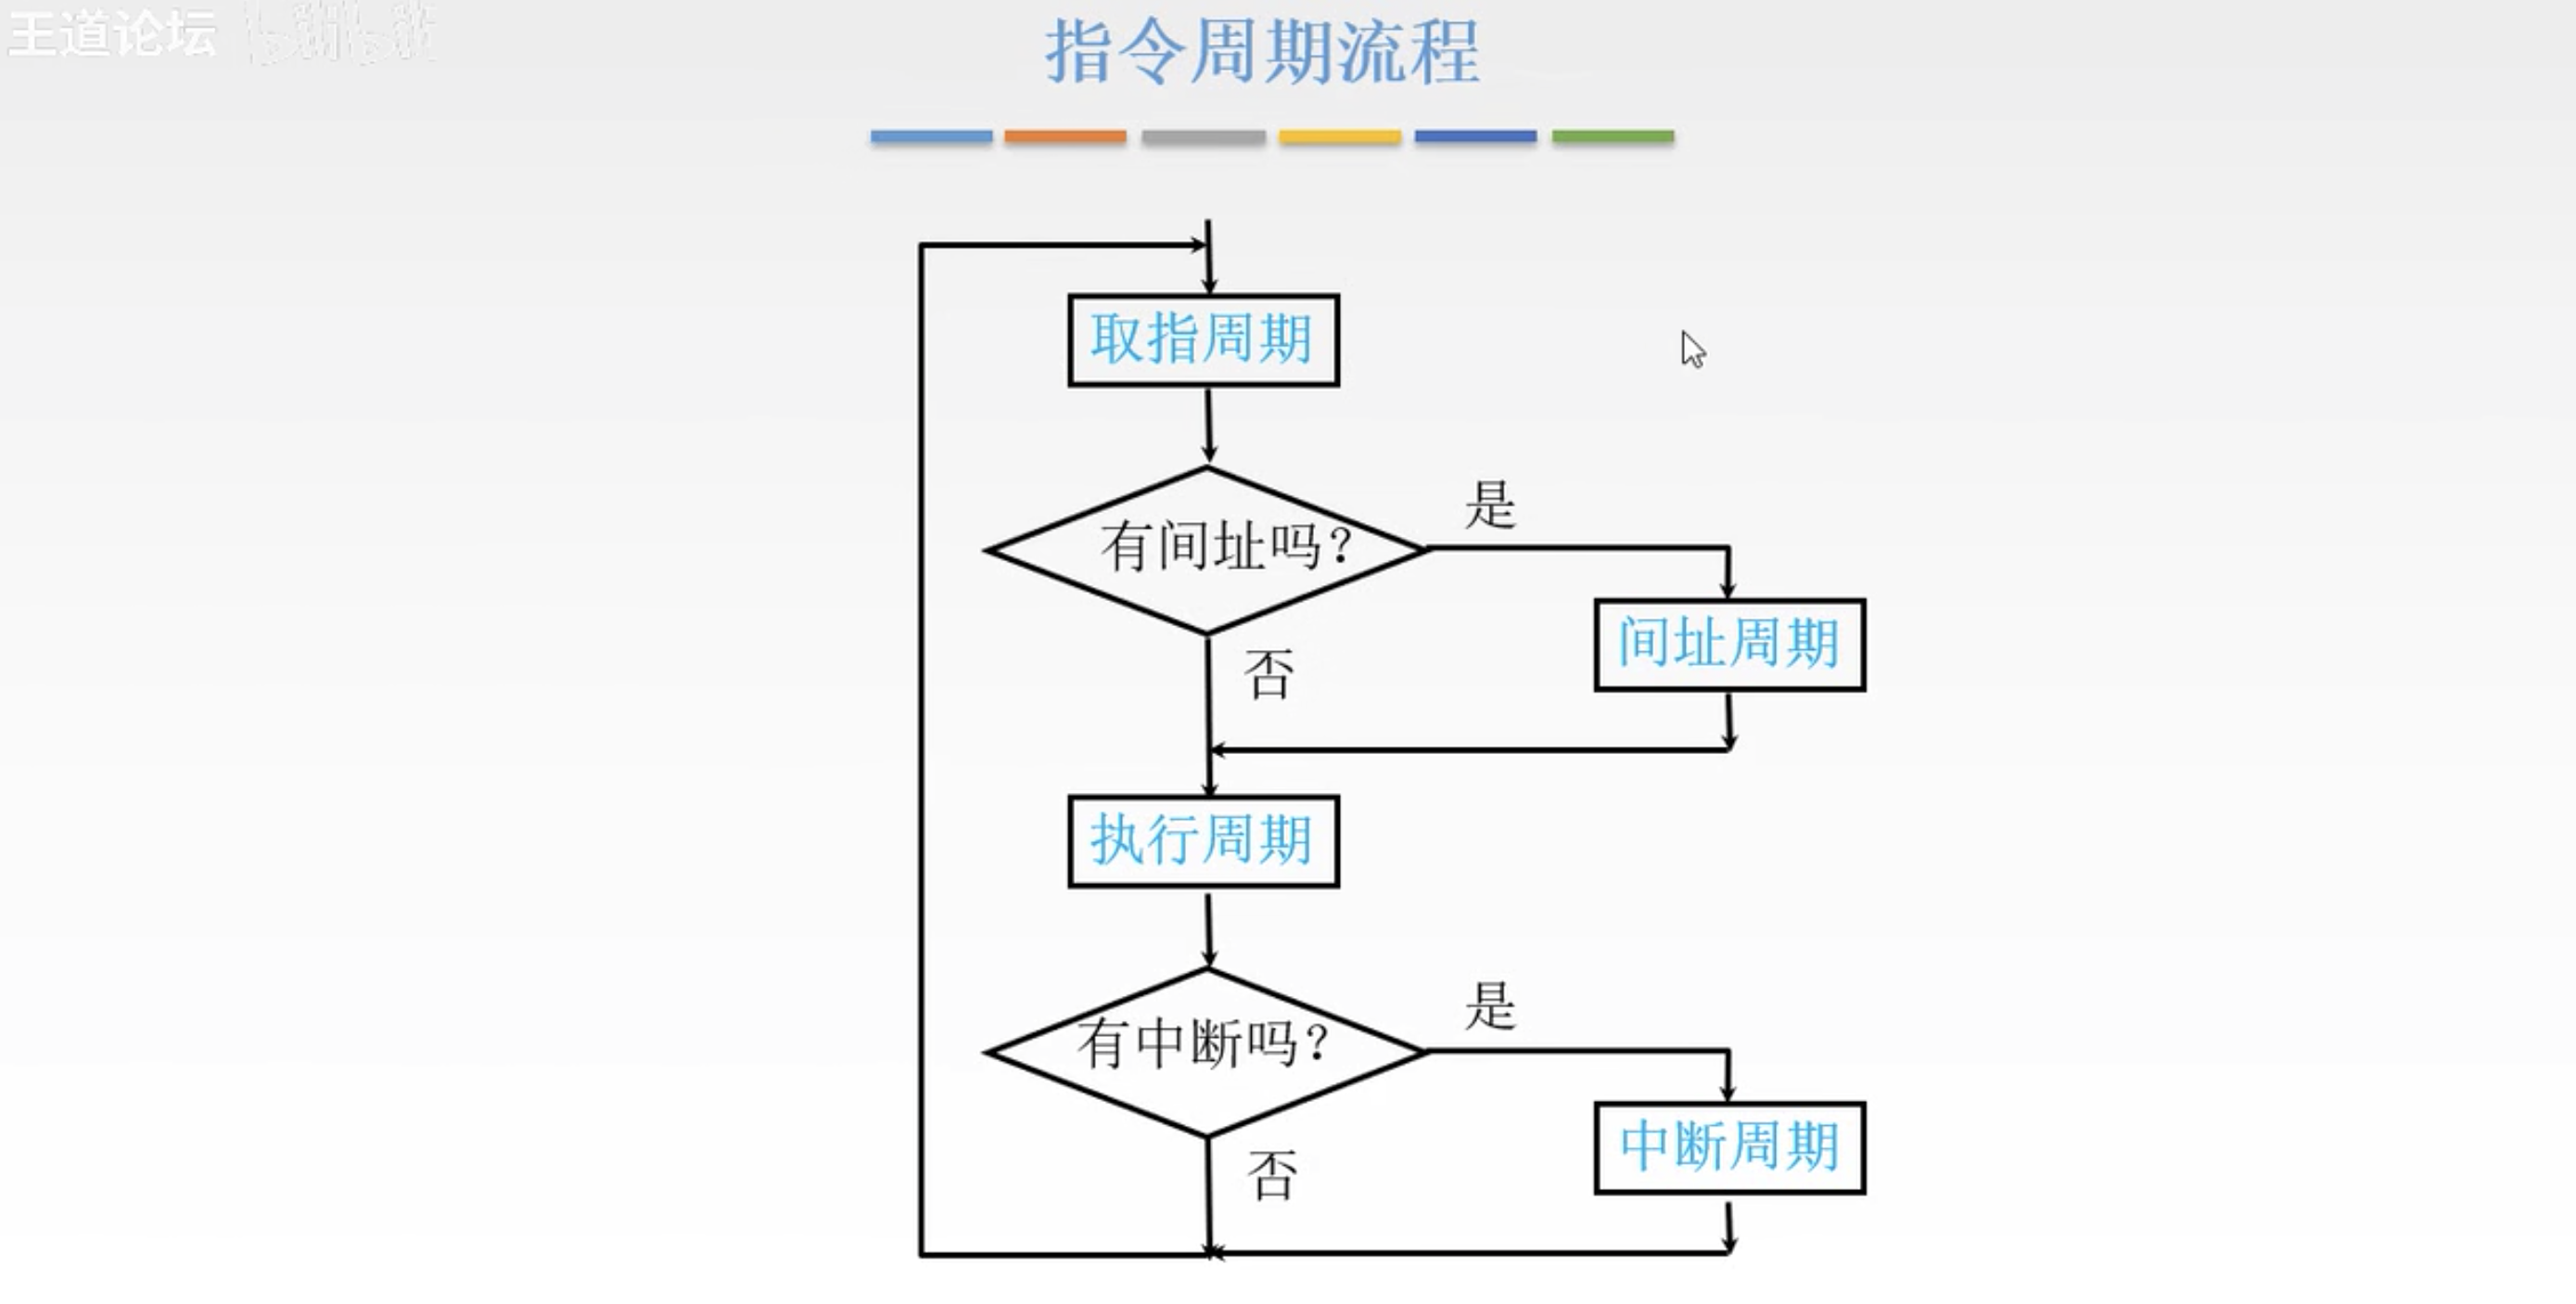 王道论坛 bilibili
指令周期流程
取指周期
有间址吗?
是
间址周期
否
执行周期
有中断吗?
是
中断周期
否